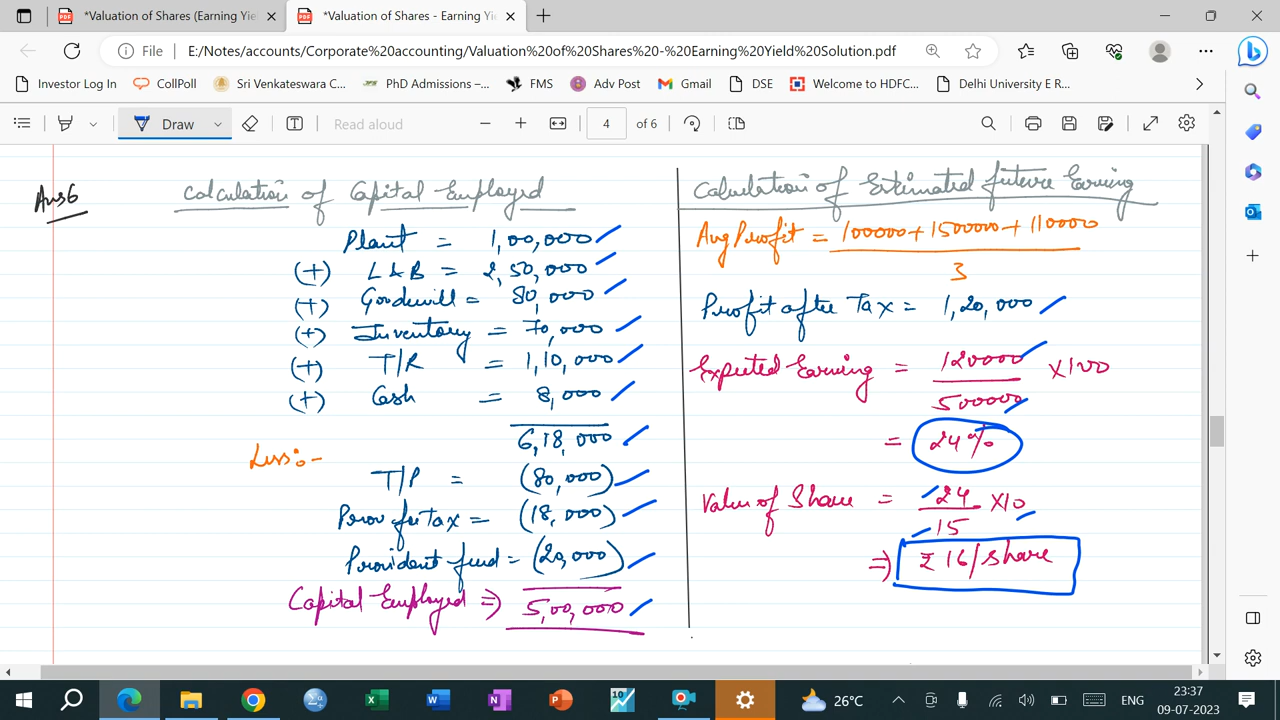 *Valuation of Shares (Earning Yie
*Valuation of Shares - Earning Yi
File
E:/Notes/accounts/Corporate%20accounting/Valuation%20of%20Shares%20-%20Earning%20Yield%20Solution.pdf
Investor Log In
CollPoll
Sri Venkateswara C...
PhD Admissions –...
FMS
Adv Post
Gmail
DSE
Welcome to HDFC...
Delhi University E R...
Draw
Read aloud
4 of 6
Ans6
Calculation of Capital Employed
Plant = 1,00,000
(+) L&B = 2,50,000
(+) Goodwill = 80,000
(+) Inventory = 70,000
(+) T/R = 1,10,000
(+) Cash = 8,000
6,18,000
Less:-
T/P = (80,000)
Prov for Tax = (18,000)
Provident fund = (20,000)
Capital Employed ⇒ 5,00,000
Calculation of Estimated future Earning
Avg Profit = 100000 + 1500000 + 110000
3
Profit after Tax = 1,20,000
Expected Earning = 120000 ×100
500000
= 24%
Value of Share = 24 ×10
15
⇒ ₹ 16/share
10
26°C
ENG
23:37
09-07-2023